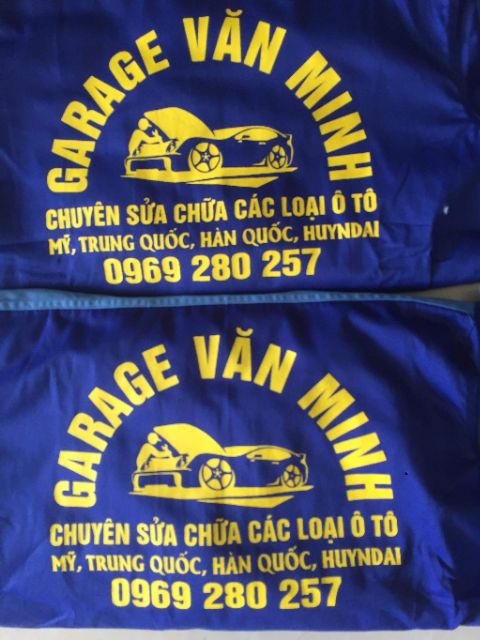 GARAGE VĂN MINH
CHUYÊN SỬA CHỮA CÁC LOẠI Ô TÔ
MỸ, TRUNG QUỐC, HÀN QUỐC, HUYNDAI
0969 280 257
GARAGE VĂN MINH
CHUYÊN SỬA CHỮA CÁC LOẠI Ô TÔ
MỸ, TRUNG QUỐC, HÀN QUỐC, HUYNDAI
0969 280 257